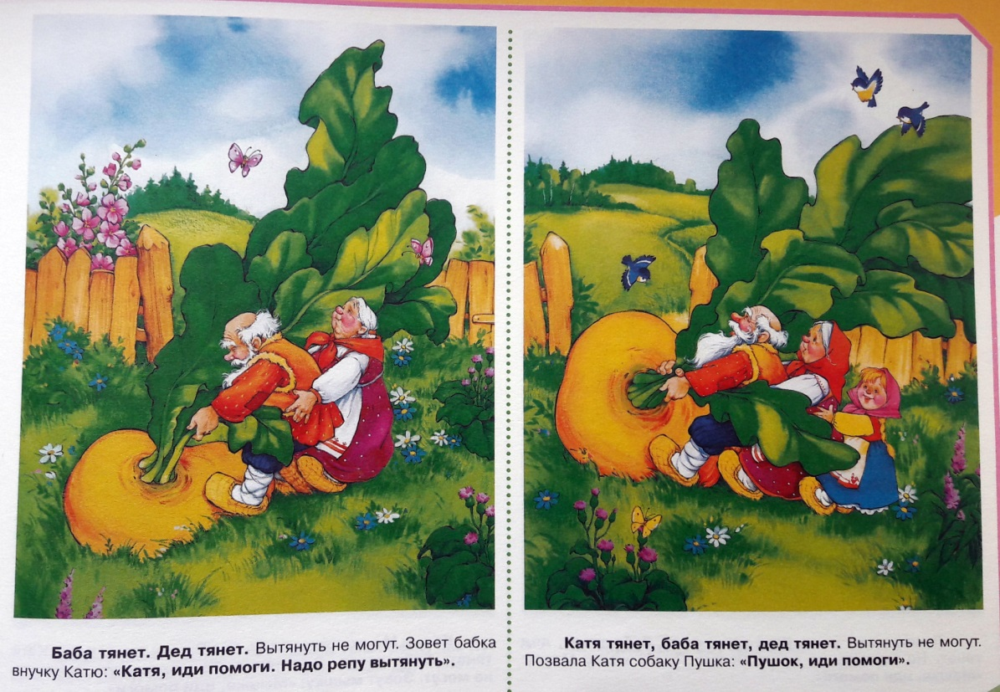 Баба тянет. Дед тянет. Вытянуть не могут. Зовет бабка
внучку Катю: «Катя, иди помоги. Надо репу вытянуть».
Катя тянет, баба тянет, дед тянет. Вытянуть не могут.
Позвала Катя собаку Пушка: «Пушок, иди помоги».